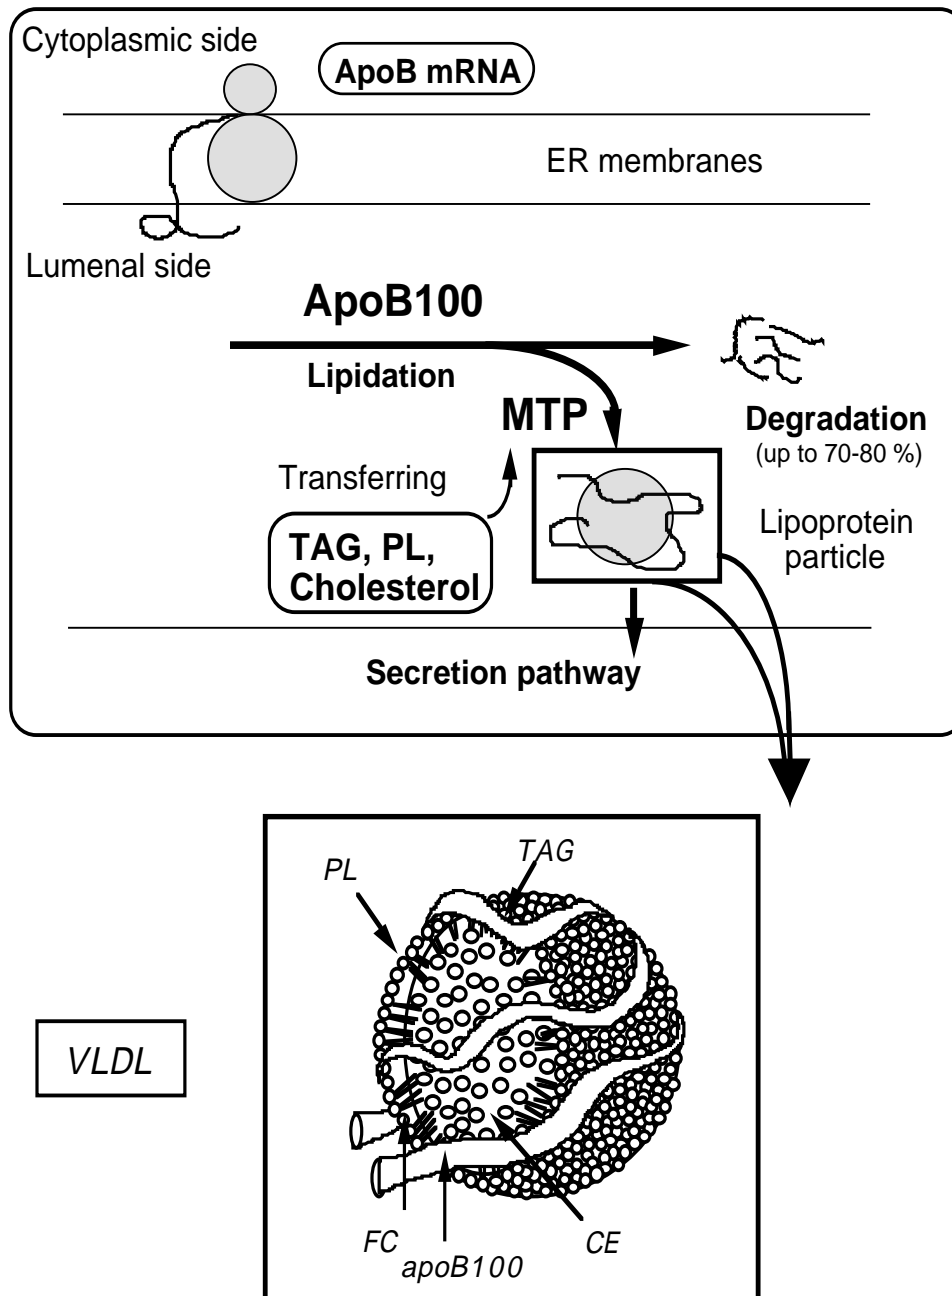 Cytoplasmic side
ApoB mRNA
ER membranes
Lumenal side
ApoB100
Lipidation
MTP
Degradation
(up to 70-80 %)
Transferring
TAG, PL,
Cholesterol
Lipoprotein
particle
Secretion pathway
TAG
PL
VLDL
FC
apoB100
CE